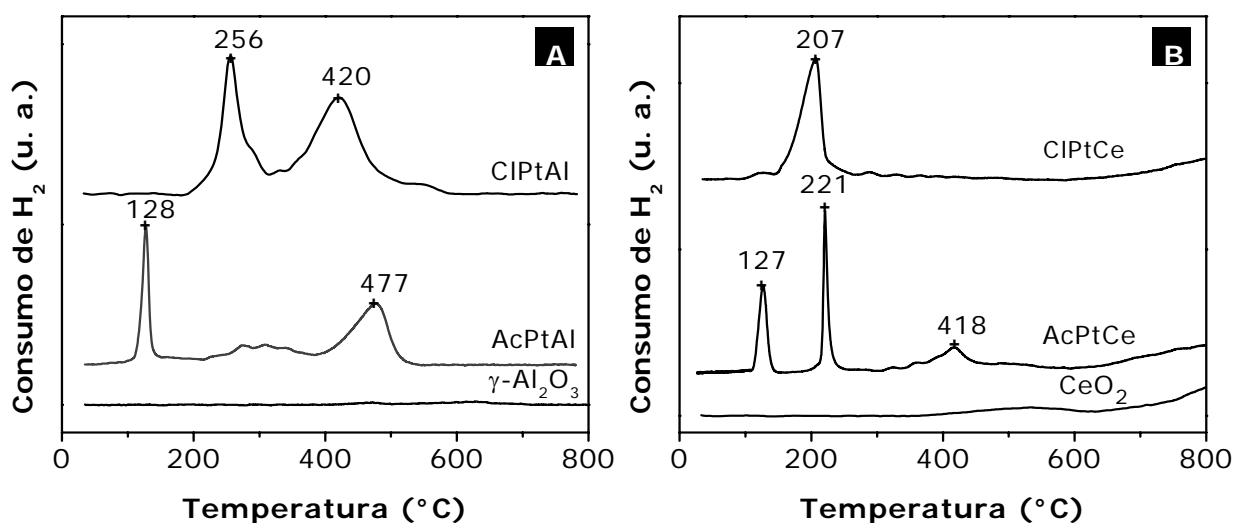 A
256
420
ClPtAl
128
477
AcPtAl
γ-Al₂O₃
Consumo de H₂ (u. a.)
0 200 400 600 800
Temperatura (°C)
B
207
ClPtCe
221
127
418
AcPtCe
CeO₂
Consumo de H₂ (u. a.)
0 200 400 600 800
Temperatura (°C)